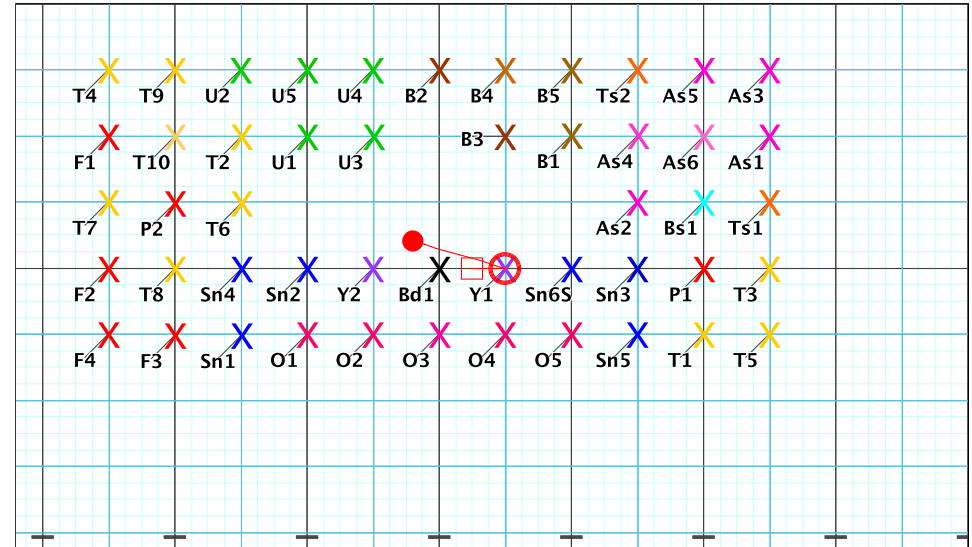 T4 T9 U2 U5 U4 B2 B4 B5 Ts2 As5 As3
F1 T10 T2 U1 U3 B3 B1 As4 As6 As1
T7 P2 T6 As2 Bs1 Ts1
F2 T8 Sn4 Sn2 Y2 Bd1 Y1 Sn6S Sn3 P1 T3
F4 F3 Sn1 O1 O2 O3 O4 O5 Sn5 T1 T5